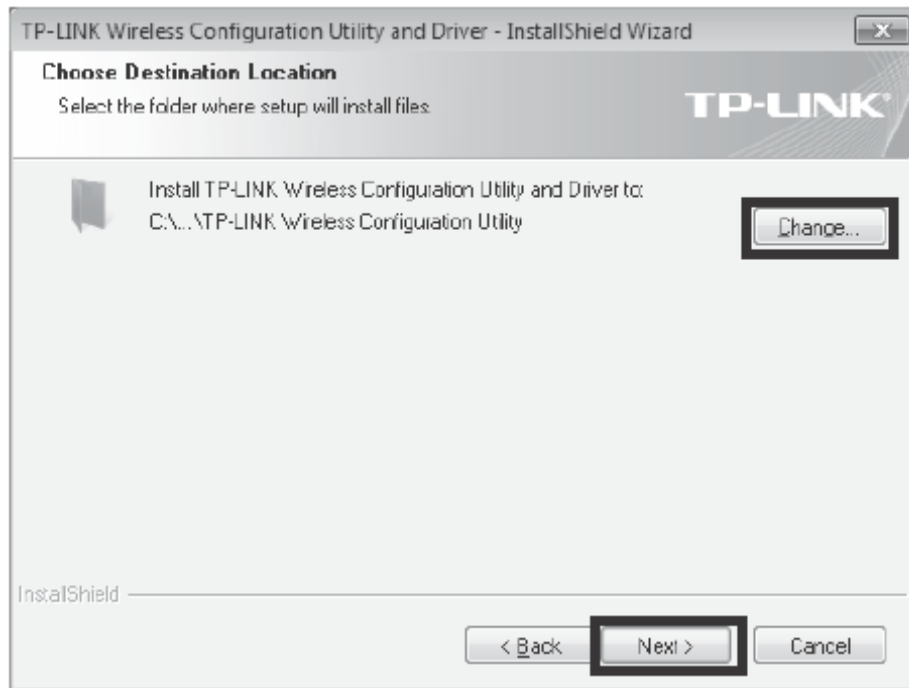 TP-LINK Wireless Configuration Utility and Driver - InstallShield Wizard
Choose Destination Location
Select the folder where setup will install files.
TP-LINK®
Install TP-LINK Wireless Configuration Utility and Driver to:
C:\...\TP-LINK Wireless Configuration Utility
Change...
InstallShield
< Back Next > Cancel